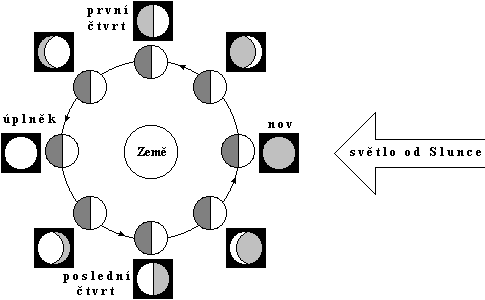 první
čtvrt
úplněk
Země
nov
světlo od Slunce
poslední
čtvrt